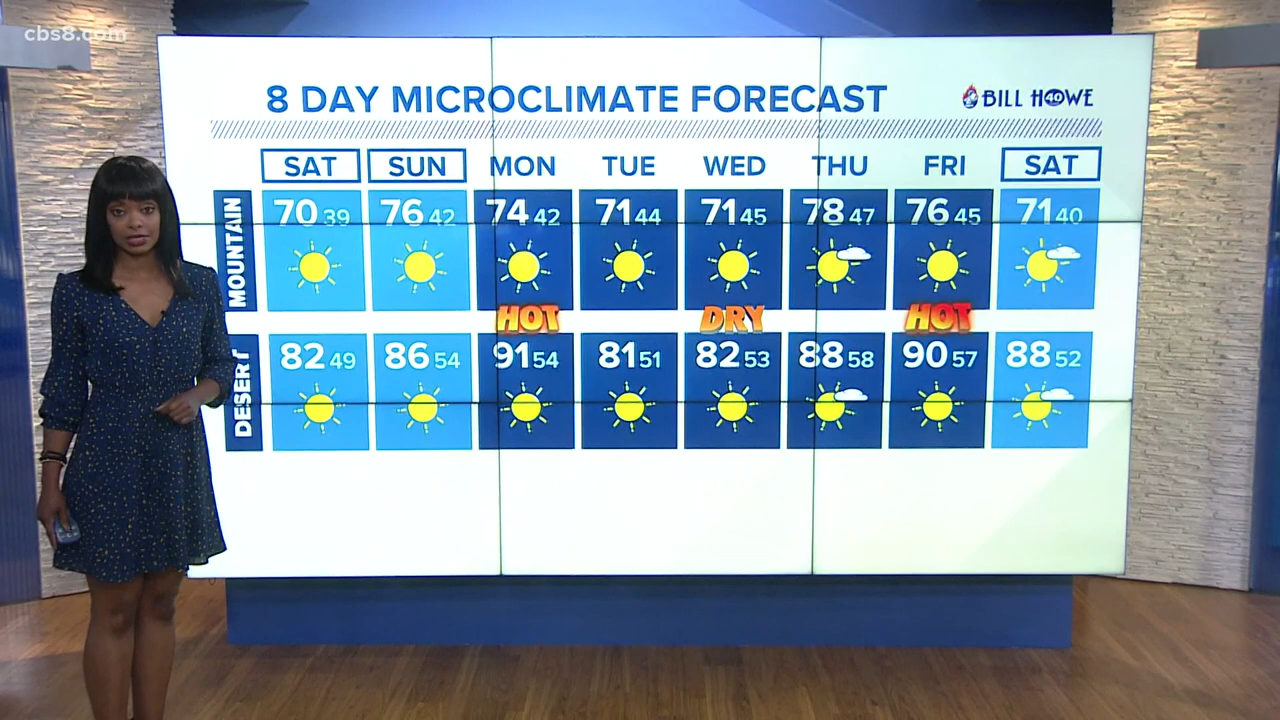 cbs8.com
8 DAY MICROCLIMATE FORECAST
BILL HOWE
SAT SUN MON TUE WED THU FRI SAT
MOUNTAIN
70 39 76 42 74 42 71 44 71 45 78 47 76 45 71 40
HOT DRY HOT
DESERT
82 49 86 54 91 54 81 51 82 53 88 58 90 57 88 52